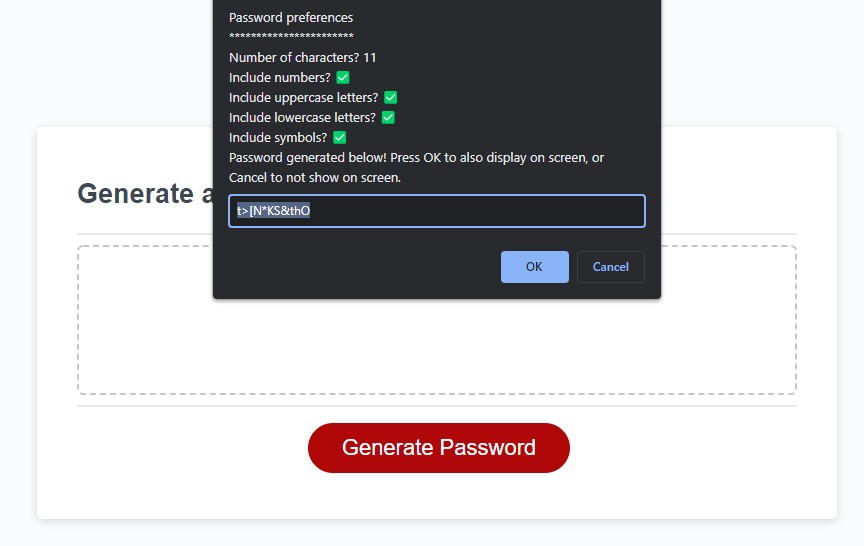 Password preferences
***********************
Number of characters? 11
Include numbers? ✅
Include uppercase letters? ✅
Include lowercase letters? ✅
Include symbols? ✅
Password generated below! Press OK to also display on screen, or
Cancel to not show on screen.
t>[N*KS&thO
OK Cancel
Generate a
Generate Password